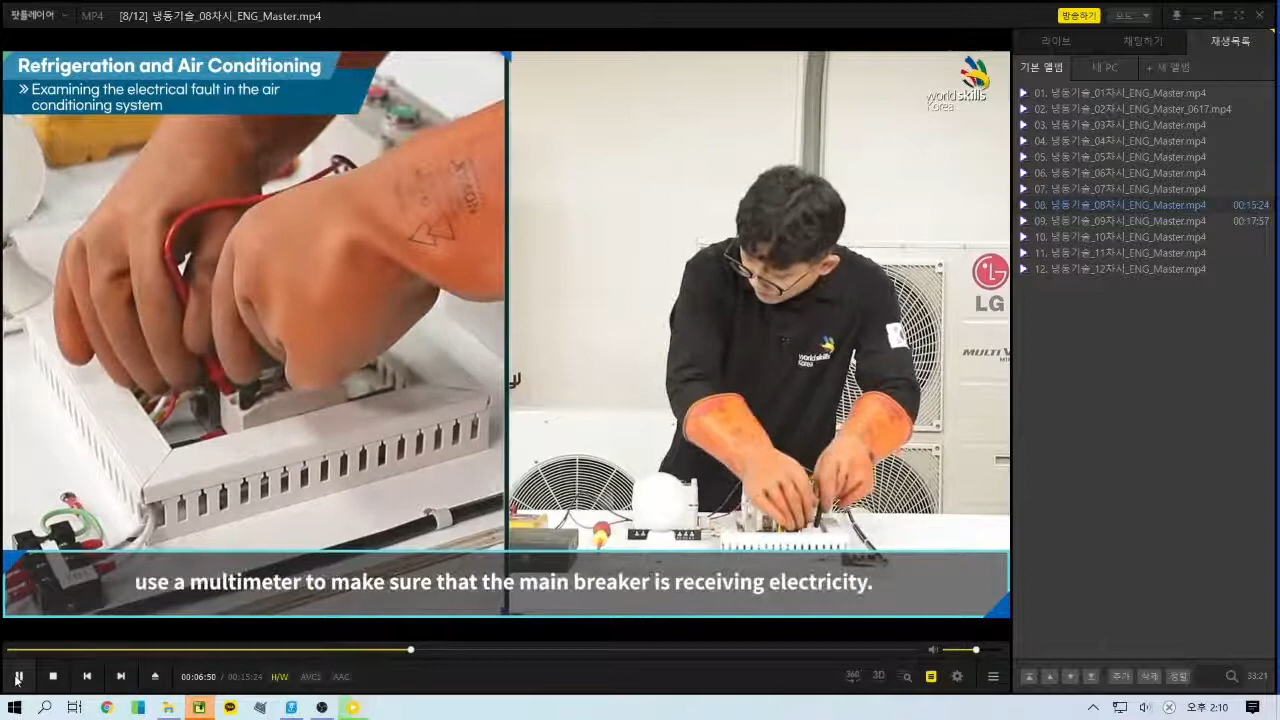 팟플레이어 MP4 [8/12] 냉동기술_08차시_ENG_Master.mp4
방송하기
모드
Refrigeration and Air Conditioning
» Examining the electrical fault in the air
conditioning system
worldskills
Korea
LG
MULTI V
worldskills
Korea
use a multimeter to make sure that the main breaker is receiving electricity.
라이브 채팅하기 재생목록
기본 앨범 내 PC + 새 앨범
01. 냉동기술_01차시_ENG_Master.mp4
02. 냉동기술_02차시_ENG_Master_0617.mp4
03. 냉동기술_03차시_ENG_Master.mp4
04. 냉동기술_04차시_ENG_Master.mp4
05. 냉동기술_05차시_ENG_Master.mp4
06. 냉동기술_06차시_ENG_Master.mp4
07. 냉동기술_07차시_ENG_Master.mp4
08. 냉동기술_08차시_ENG_Master.mp4 00:15:24
09. 냉동기술_09차시_ENG_Master.mp4 00:17:57
10. 냉동기술_10차시_ENG_Master.mp4
11. 냉동기술_11차시_ENG_Master.mp4
12. 냉동기술_12차시_ENG_Master.mp4
00:06:50 / 00:15:24 H/W AVC1 AAC
360° 3D
추가 삭제 정렬 33:21
오후 2:10